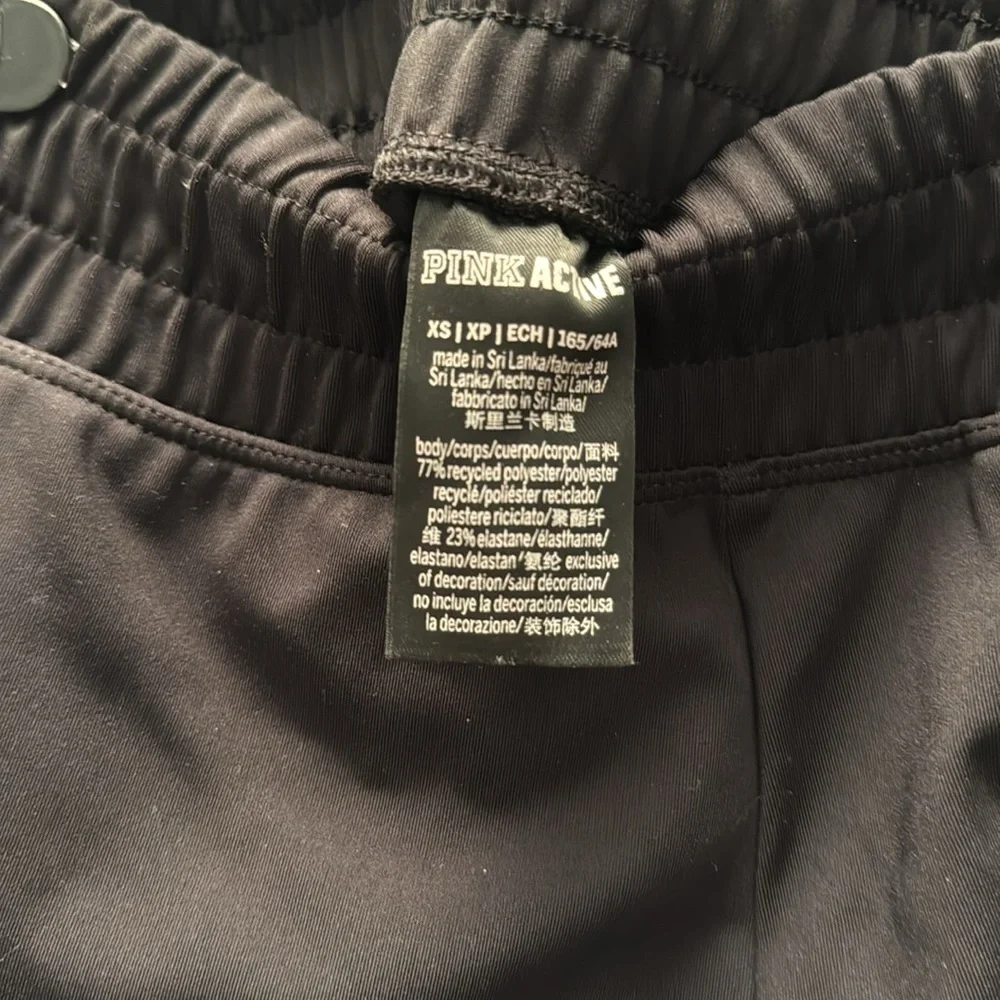 PINK ACTIVE
XS | XP | ECH | 165/64A
made in Sri Lanka/fabriqué au
Sri Lanka/hecho en Sri Lanka/
fabbricato in Sri Lanka/
斯里兰卡制造
body/corps/cuerpo/corpo/面料
77% recycled polyester/polyester
recyclé/poliéster reciclado/
poliestere riciclato/聚酯纤
维 23% elastane/élasthanne/
elastano/elastan/氨纶 exclusive
of decoration/sauf décoration/
no incluye la decoración/esclusa
la decorazione/装饰除外